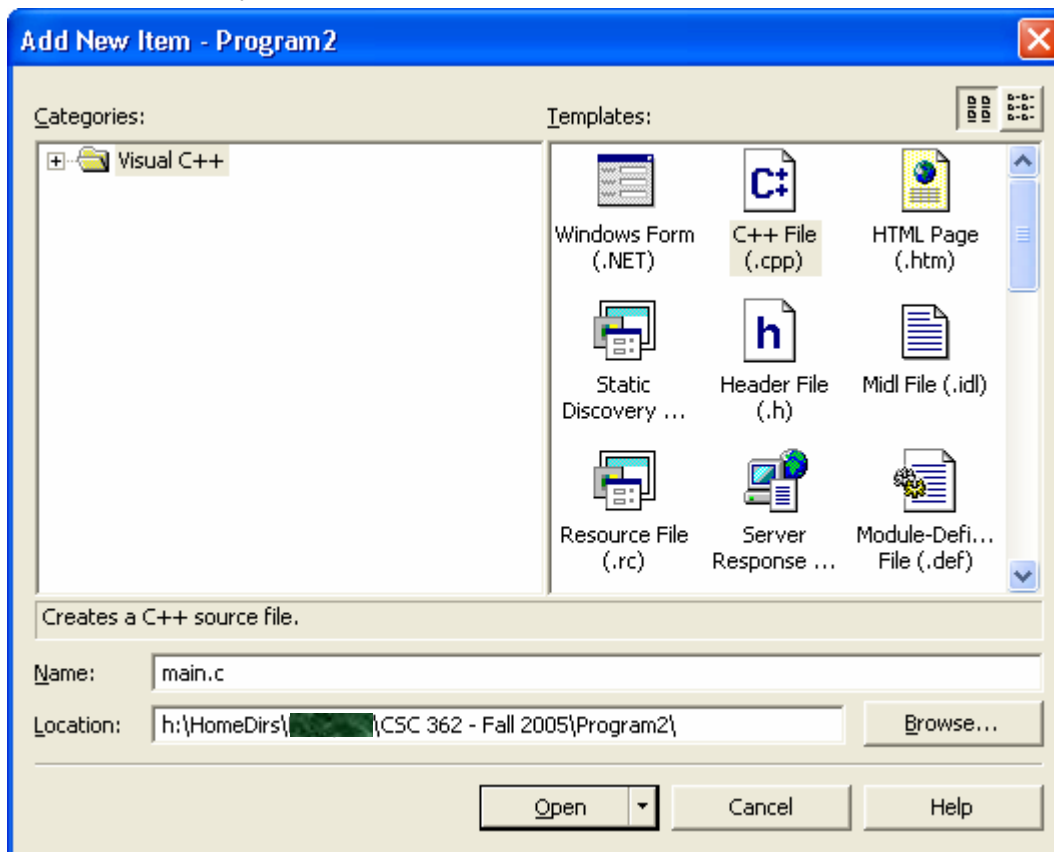 Add New Item - Program2
Categories:
Templates:
Visual C++
Windows Form
(.NET)
C++ File
(.cpp)
HTML Page
(.htm)
Static
Discovery ...
Header File
(.h)
Midl File (.idl)
Resource File
(.rc)
Server
Response ...
Module-Defi...
File (.def)
Creates a C++ source file.
Name:
main.c
Location:
h:\HomeDirs\ \CSC 362 - Fall 2005\Program2\
Browse...
Open
Cancel
Help